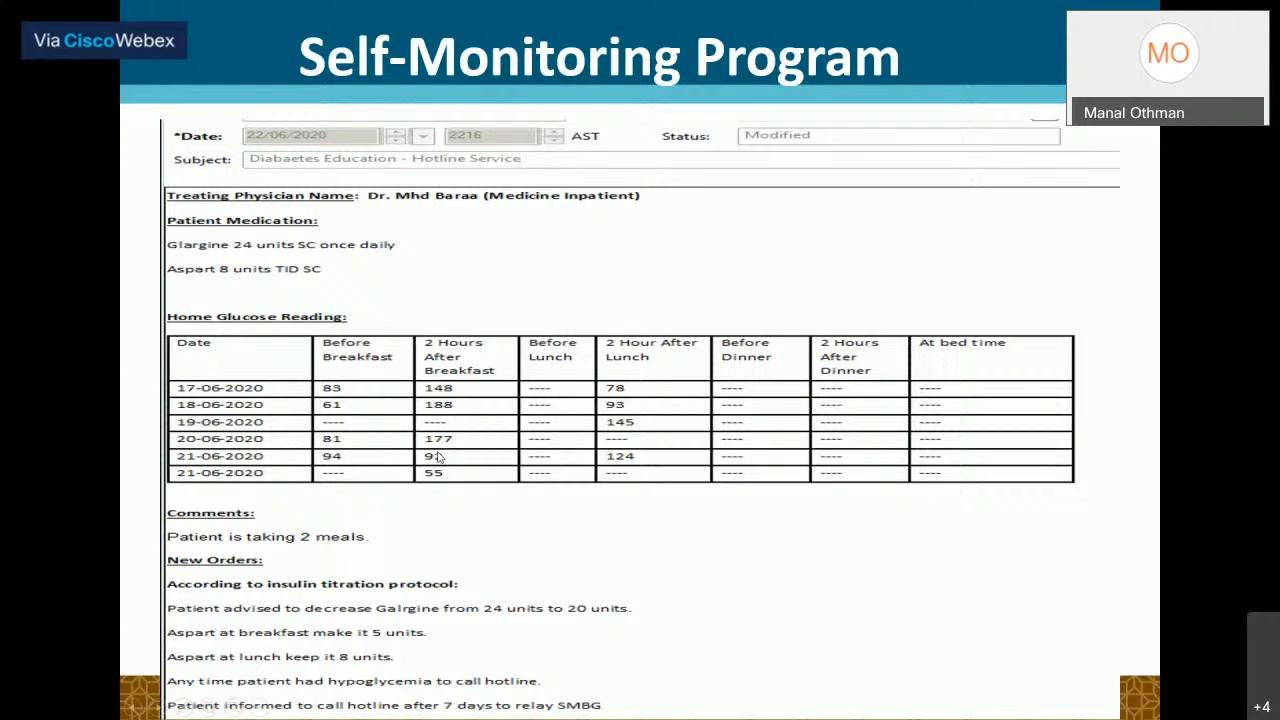 Via CiscoWebex
Self-Monitoring Program
MO
Manal Othman
*Date: 22/06/2020 2216 AST Status: Modified
Subject: Diabaetes Education - Hotline Service
Treating Physician Name: Dr. Mhd Baraa (Medicine Inpatient)
Patient Medication:
Glargine 24 units SC once daily
Aspart 8 units TID SC
Home Glucose Reading:
Date Before Breakfast 2 Hours After Breakfast Before Lunch 2 Hour After Lunch Before Dinner 2 Hours After Dinner At bed time
17-06-2020 83 148 ---- 78 ---- ---- ----
18-06-2020 61 188 ---- 93 ---- ---- ----
19-06-2020 ---- ---- ---- 145 ---- ---- ----
20-06-2020 81 177 ---- ---- ---- ---- ----
21-06-2020 94 ---- 124 ---- ---- ----
21-06-2020 ---- 55 ---- ---- ---- ---- ----
Comments:
Patient is taking 2 meals.
New Orders:
According to insulin titration protocol:
Patient advised to decrease Galrgine from 24 units to 20 units.
Aspart at breakfast make it 5 units.
Aspart at lunch keep it 8 units.
Any time patient had hypoglycemia to call hotline.
Patient informed to call hotline after 7 days to relay SMBG
+4